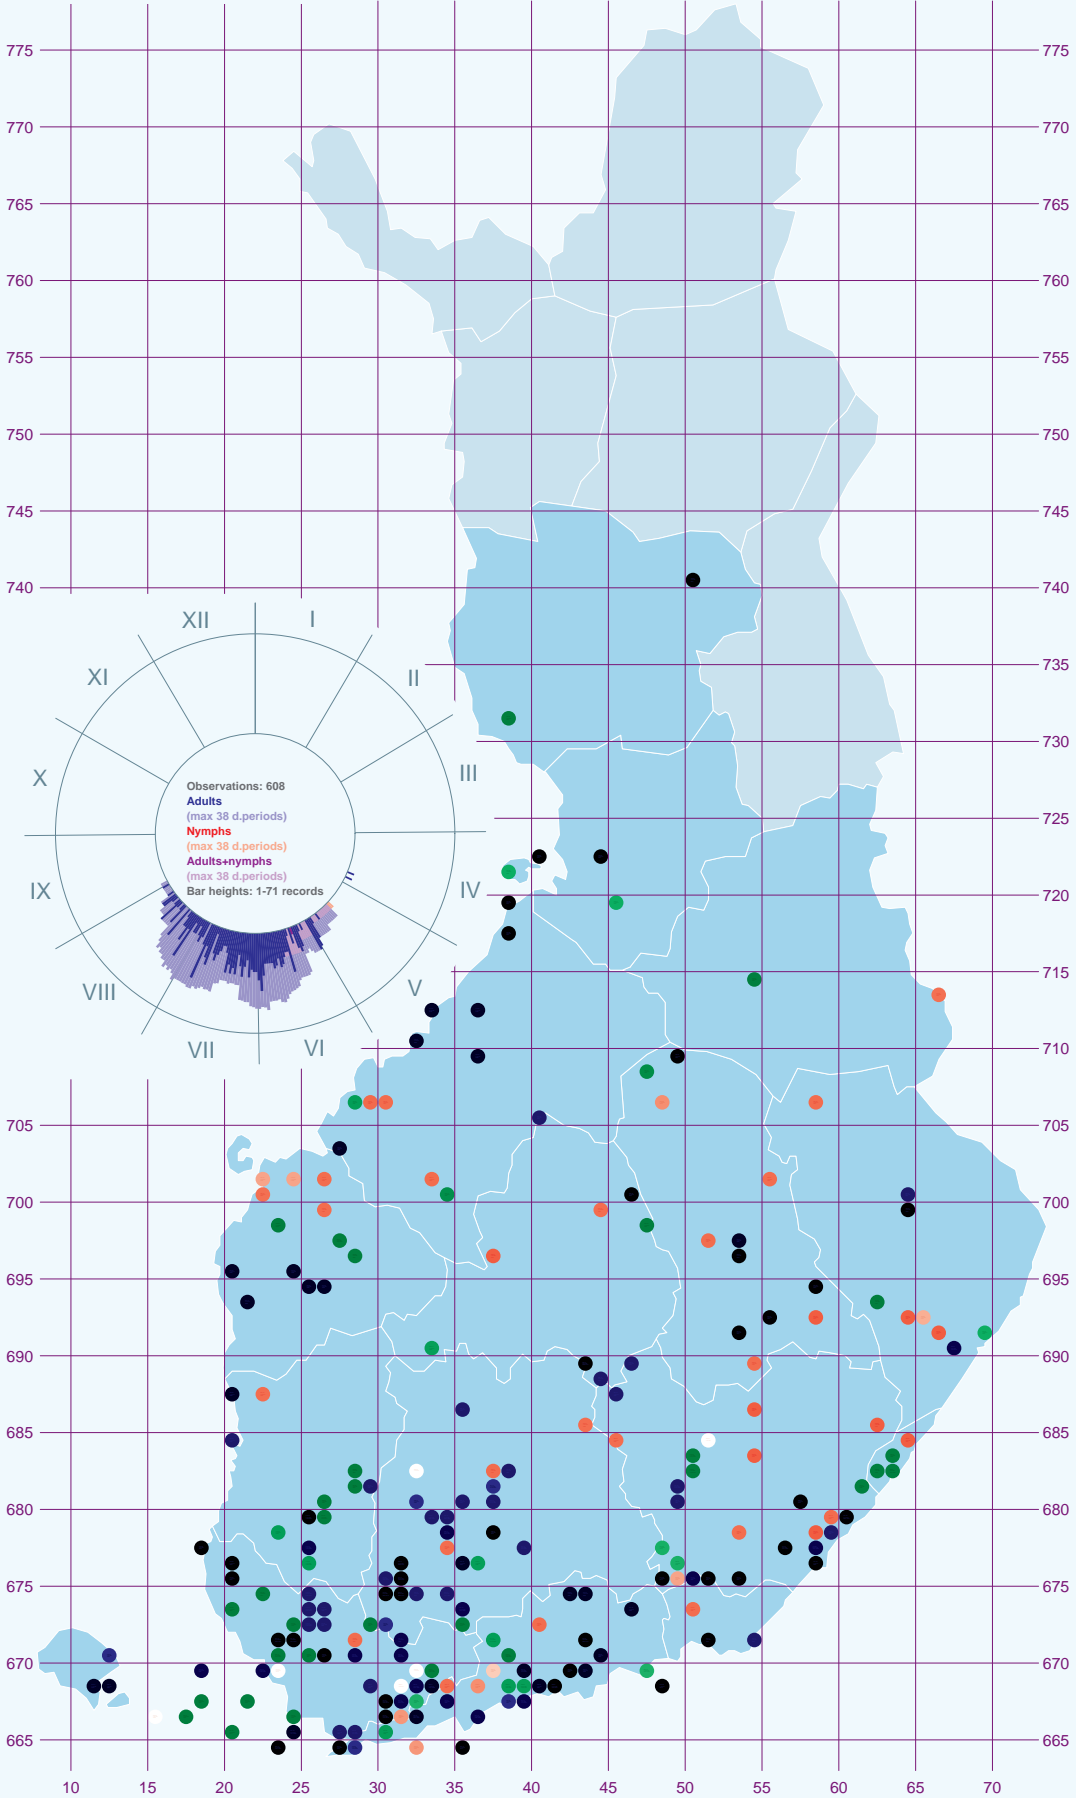 775 775
770 770
765 765
760 760
755 755
750 750
745 745
740 740
735
730
725
720
715
710
705 705
700 700
695 695
690 690
685 685
680 680
675 675
670 670
665 665
10 15 20 25 30 35 40 45 50 55 60 65 70
XII I
XI II
X III
IX IV
VIII V
VII VI
Observations: 608
Adults
(max 38 d.periods)
Nymphs
(max 38 d.periods)
Adults+nymphs
(max 38 d.periods)
Bar heights: 1-71 records